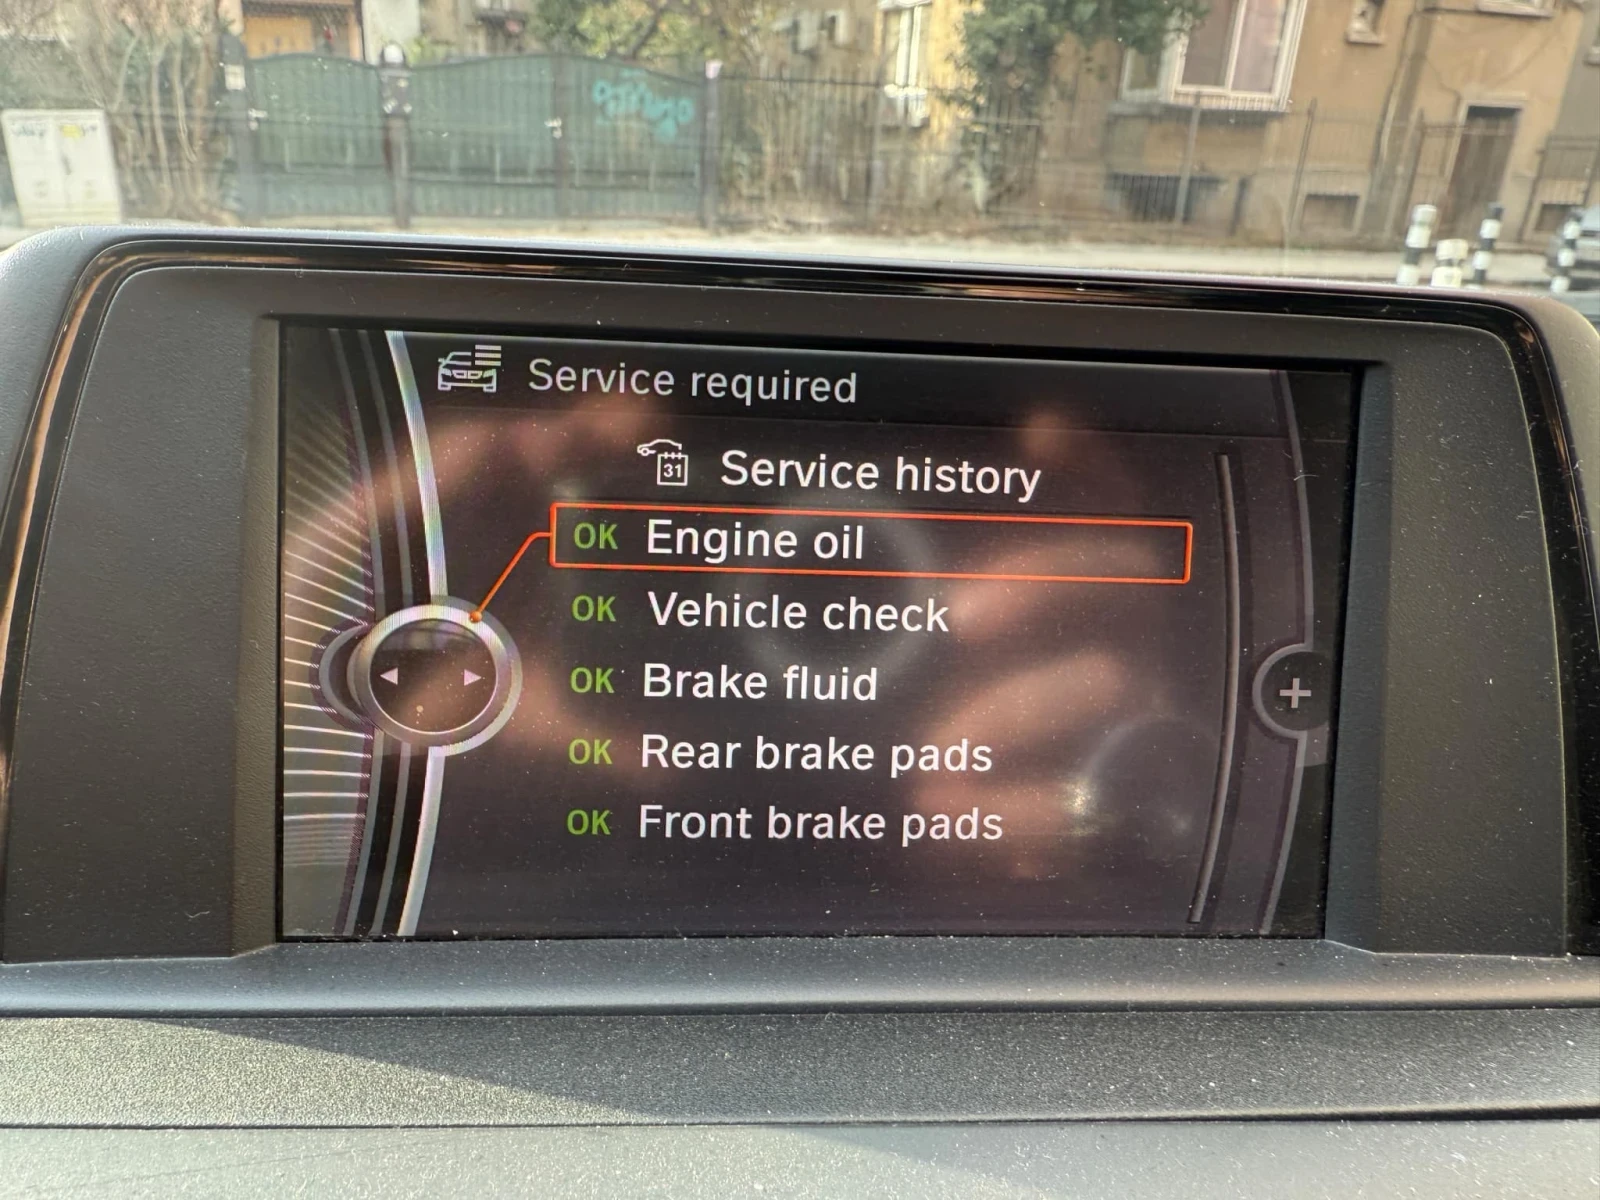 Service required
31
Service history
OK Engine oil
OK Vehicle check
OK Brake fluid
OK Rear brake pads
OK Front brake pads
+